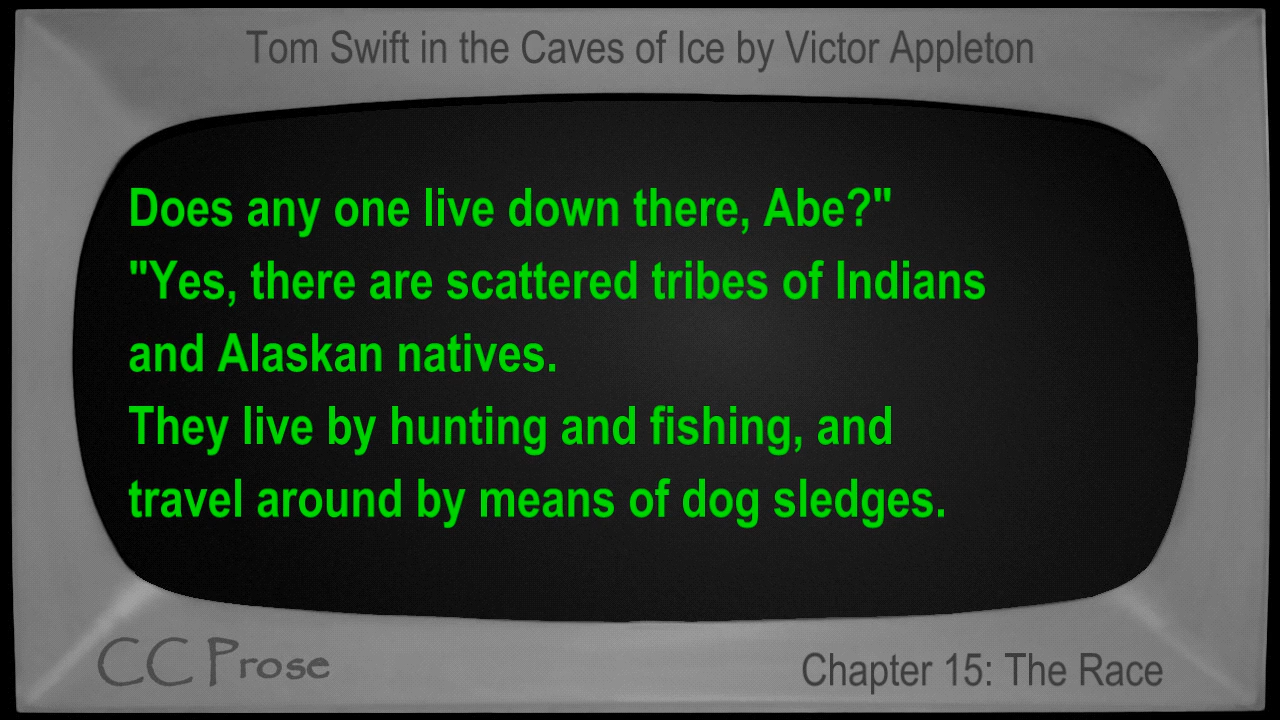 Tom Swift in the Caves of Ice by Victor Appleton
Does any one live down there, Abe?"
"Yes, there are scattered tribes of Indians
and Alaskan natives.
They live by hunting and fishing, and
travel around by means of dog sledges.
CC Prose
Chapter 15: The Race